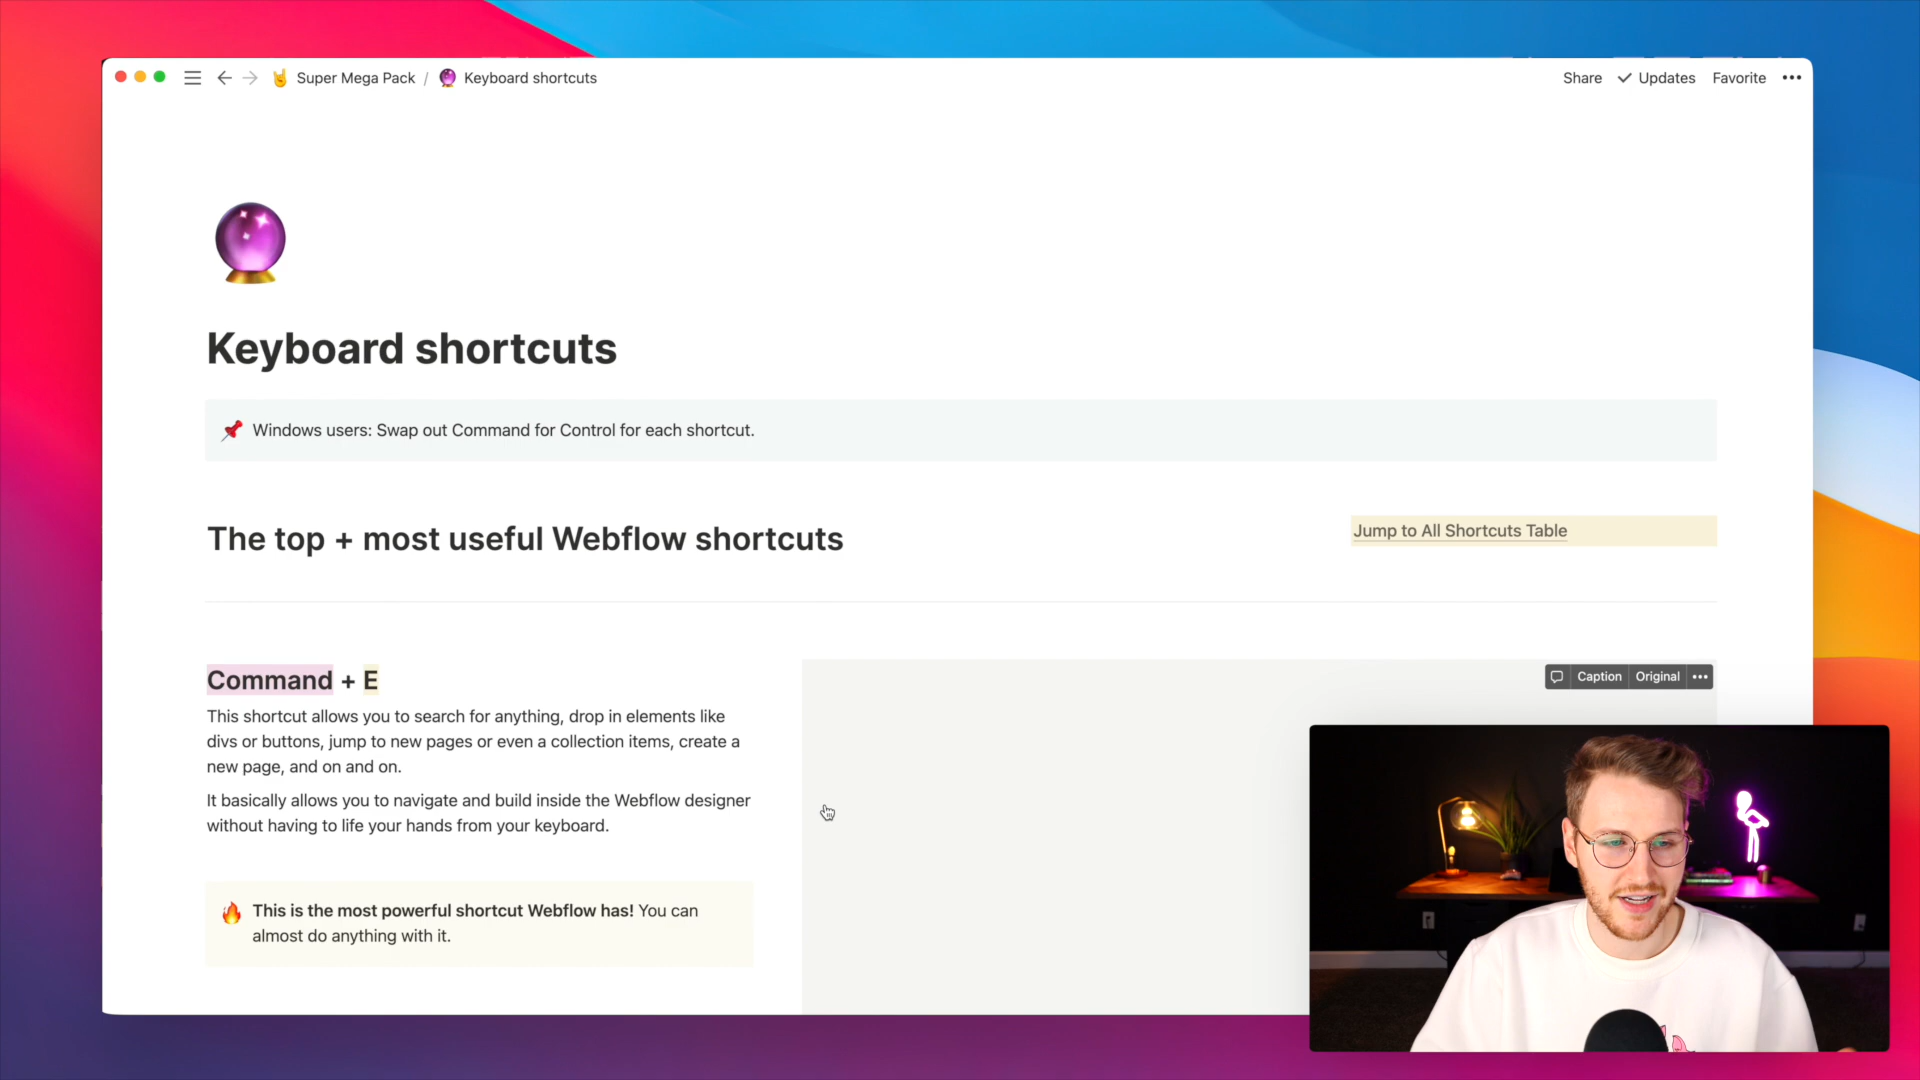 Super Mega Pack / Keyboard shortcuts
Share Updates Favorite
Keyboard shortcuts
Windows users: Swap out Command for Control for each shortcut.
The top + most useful Webflow shortcuts
Jump to All Shortcuts Table
Command + E
Caption Original
This shortcut allows you to search for anything, drop in elements like
divs or buttons, jump to new pages or even a collection items, create a
new page, and on and on.
It basically allows you to navigate and build inside the Webflow designer
without having to life your hands from your keyboard.
This is the most powerful shortcut Webflow has! You can
almost do anything with it.